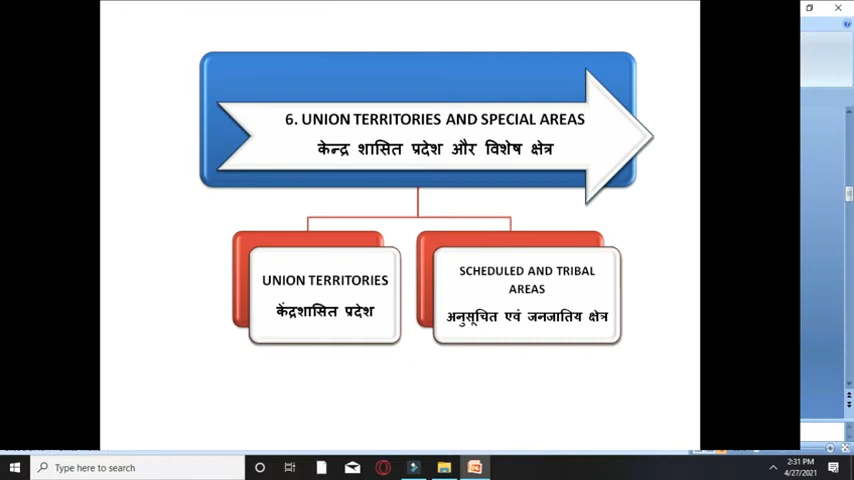 6. UNION TERRITORIES AND SPECIAL AREAS
केन्द्र शासित प्रदेश और विशेष क्षेत्र
UNION TERRITORIES
केंद्रशासित प्रदेश
SCHEDULED AND TRIBAL
AREAS
अनुसूचित एवं जनजातिय क्षेत्र
Type here to search
2:31 PM
4/27/2021